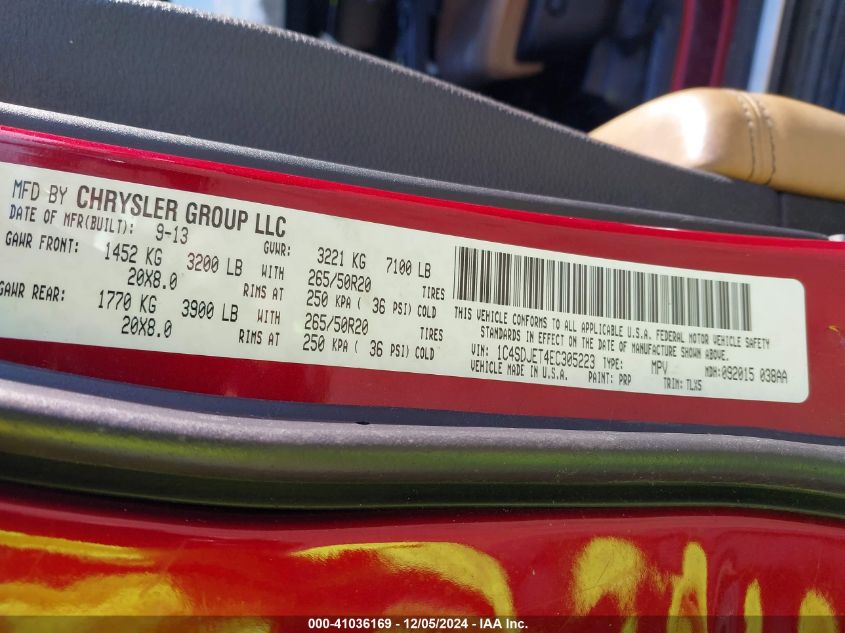 MFD BY CHRYSLER GROUP LLC
DATE OF MFR(BUILT): 9-13 GVWR: 3221 KG 7100 LB
GAWR FRONT: 1452 KG 3200 LB WITH 265/50R20 TIRES
20X8.0 RIMS AT 250 KPA ( 36 PSI) COLD
GAWR REAR: 1770 KG 3900 LB WITH 265/50R20 TIRES
20X8.0 RIMS AT 250 KPA ( 36 PSI) COLD
THIS VEHICLE CONFORMS TO ALL APPLICABLE U.S.A. FEDERAL MOTOR VEHICLE SAFETY
STANDARDS IN EFFECT ON THE DATE OF MANUFACTURE SHOWN ABOVE.
VIN: 1C4SDJET4EC305223 TYPE: MPV MDH:092015 038AA
VEHICLE MADE IN U.S.A. PAINT: PRP TRIM: TLX5
000-41036169 - 12/05/2024 - IAA Inc.